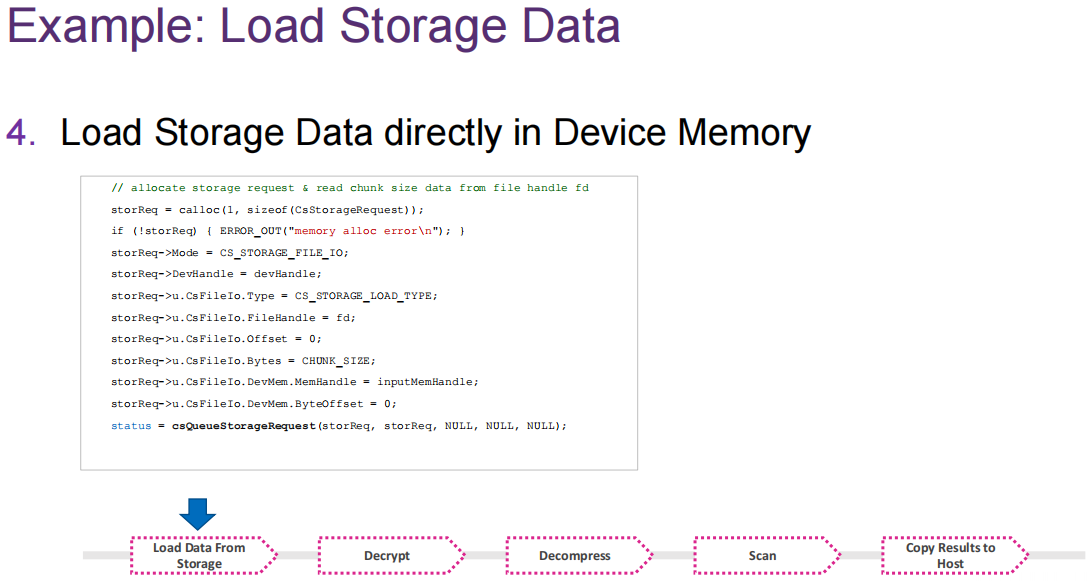 Example: Load Storage Data
4. Load Storage Data directly in Device Memory
// allocate storage request & read chunk size data from file handle fd
storReq = calloc(1, sizeof(CsStorageRequest));
if (!storReq) { ERROR_OUT("memory alloc error\n"); }
storReq->Mode = CS_STORAGE_FILE_IO;
storReq->DevHandle = devHandle;
storReq->u.CsFileIo.Type = CS_STORAGE_LOAD_TYPE;
storReq->u.CsFileIo.FileHandle = fd;
storReq->u.CsFileIo.Offset = 0;
storReq->u.CsFileIo.Bytes = CHUNK_SIZE;
storReq->u.CsFileIo.DevMem.MemHandle = inputMemHandle;
storReq->u.CsFileIo.DevMem.ByteOffset = 0;
status = csQueueStorageRequest(storReq, storReq, NULL, NULL, NULL);
Load Data From
Storage
Decrypt
Decompress
Scan
Copy Results to
Host